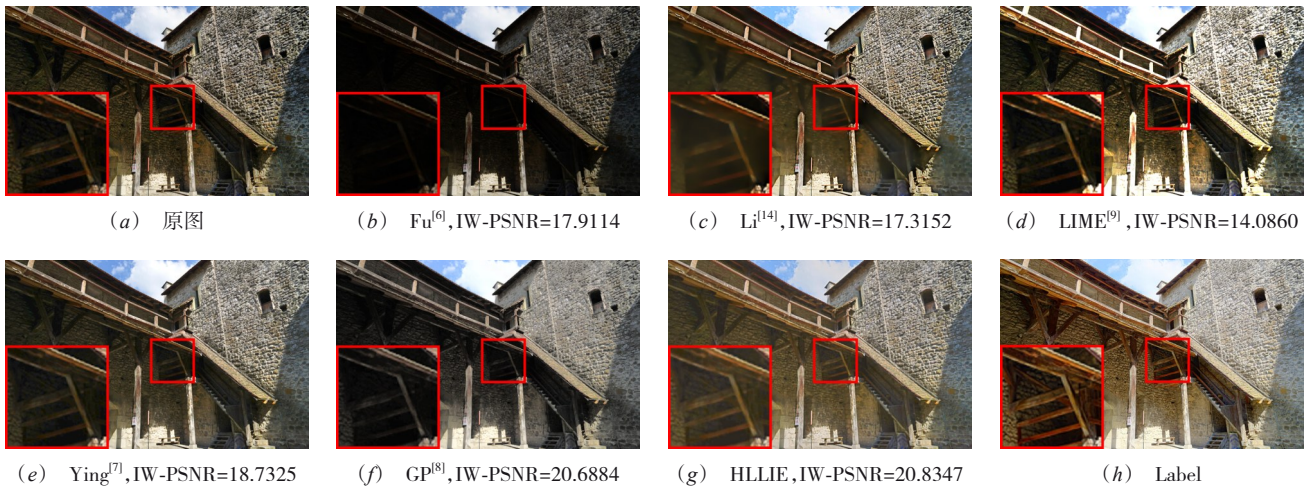 (a) 原图
(b) Fu[6],IW-PSNR=17.9114
(c) Li[14],IW-PSNR=17.3152
(d) LIME[9],IW-PSNR=14.0860
(e) Ying[7],IW-PSNR=18.7325
(f) GP[8],IW-PSNR=20.6884
(g) HLLIE,IW-PSNR=20.8347
(h) Label